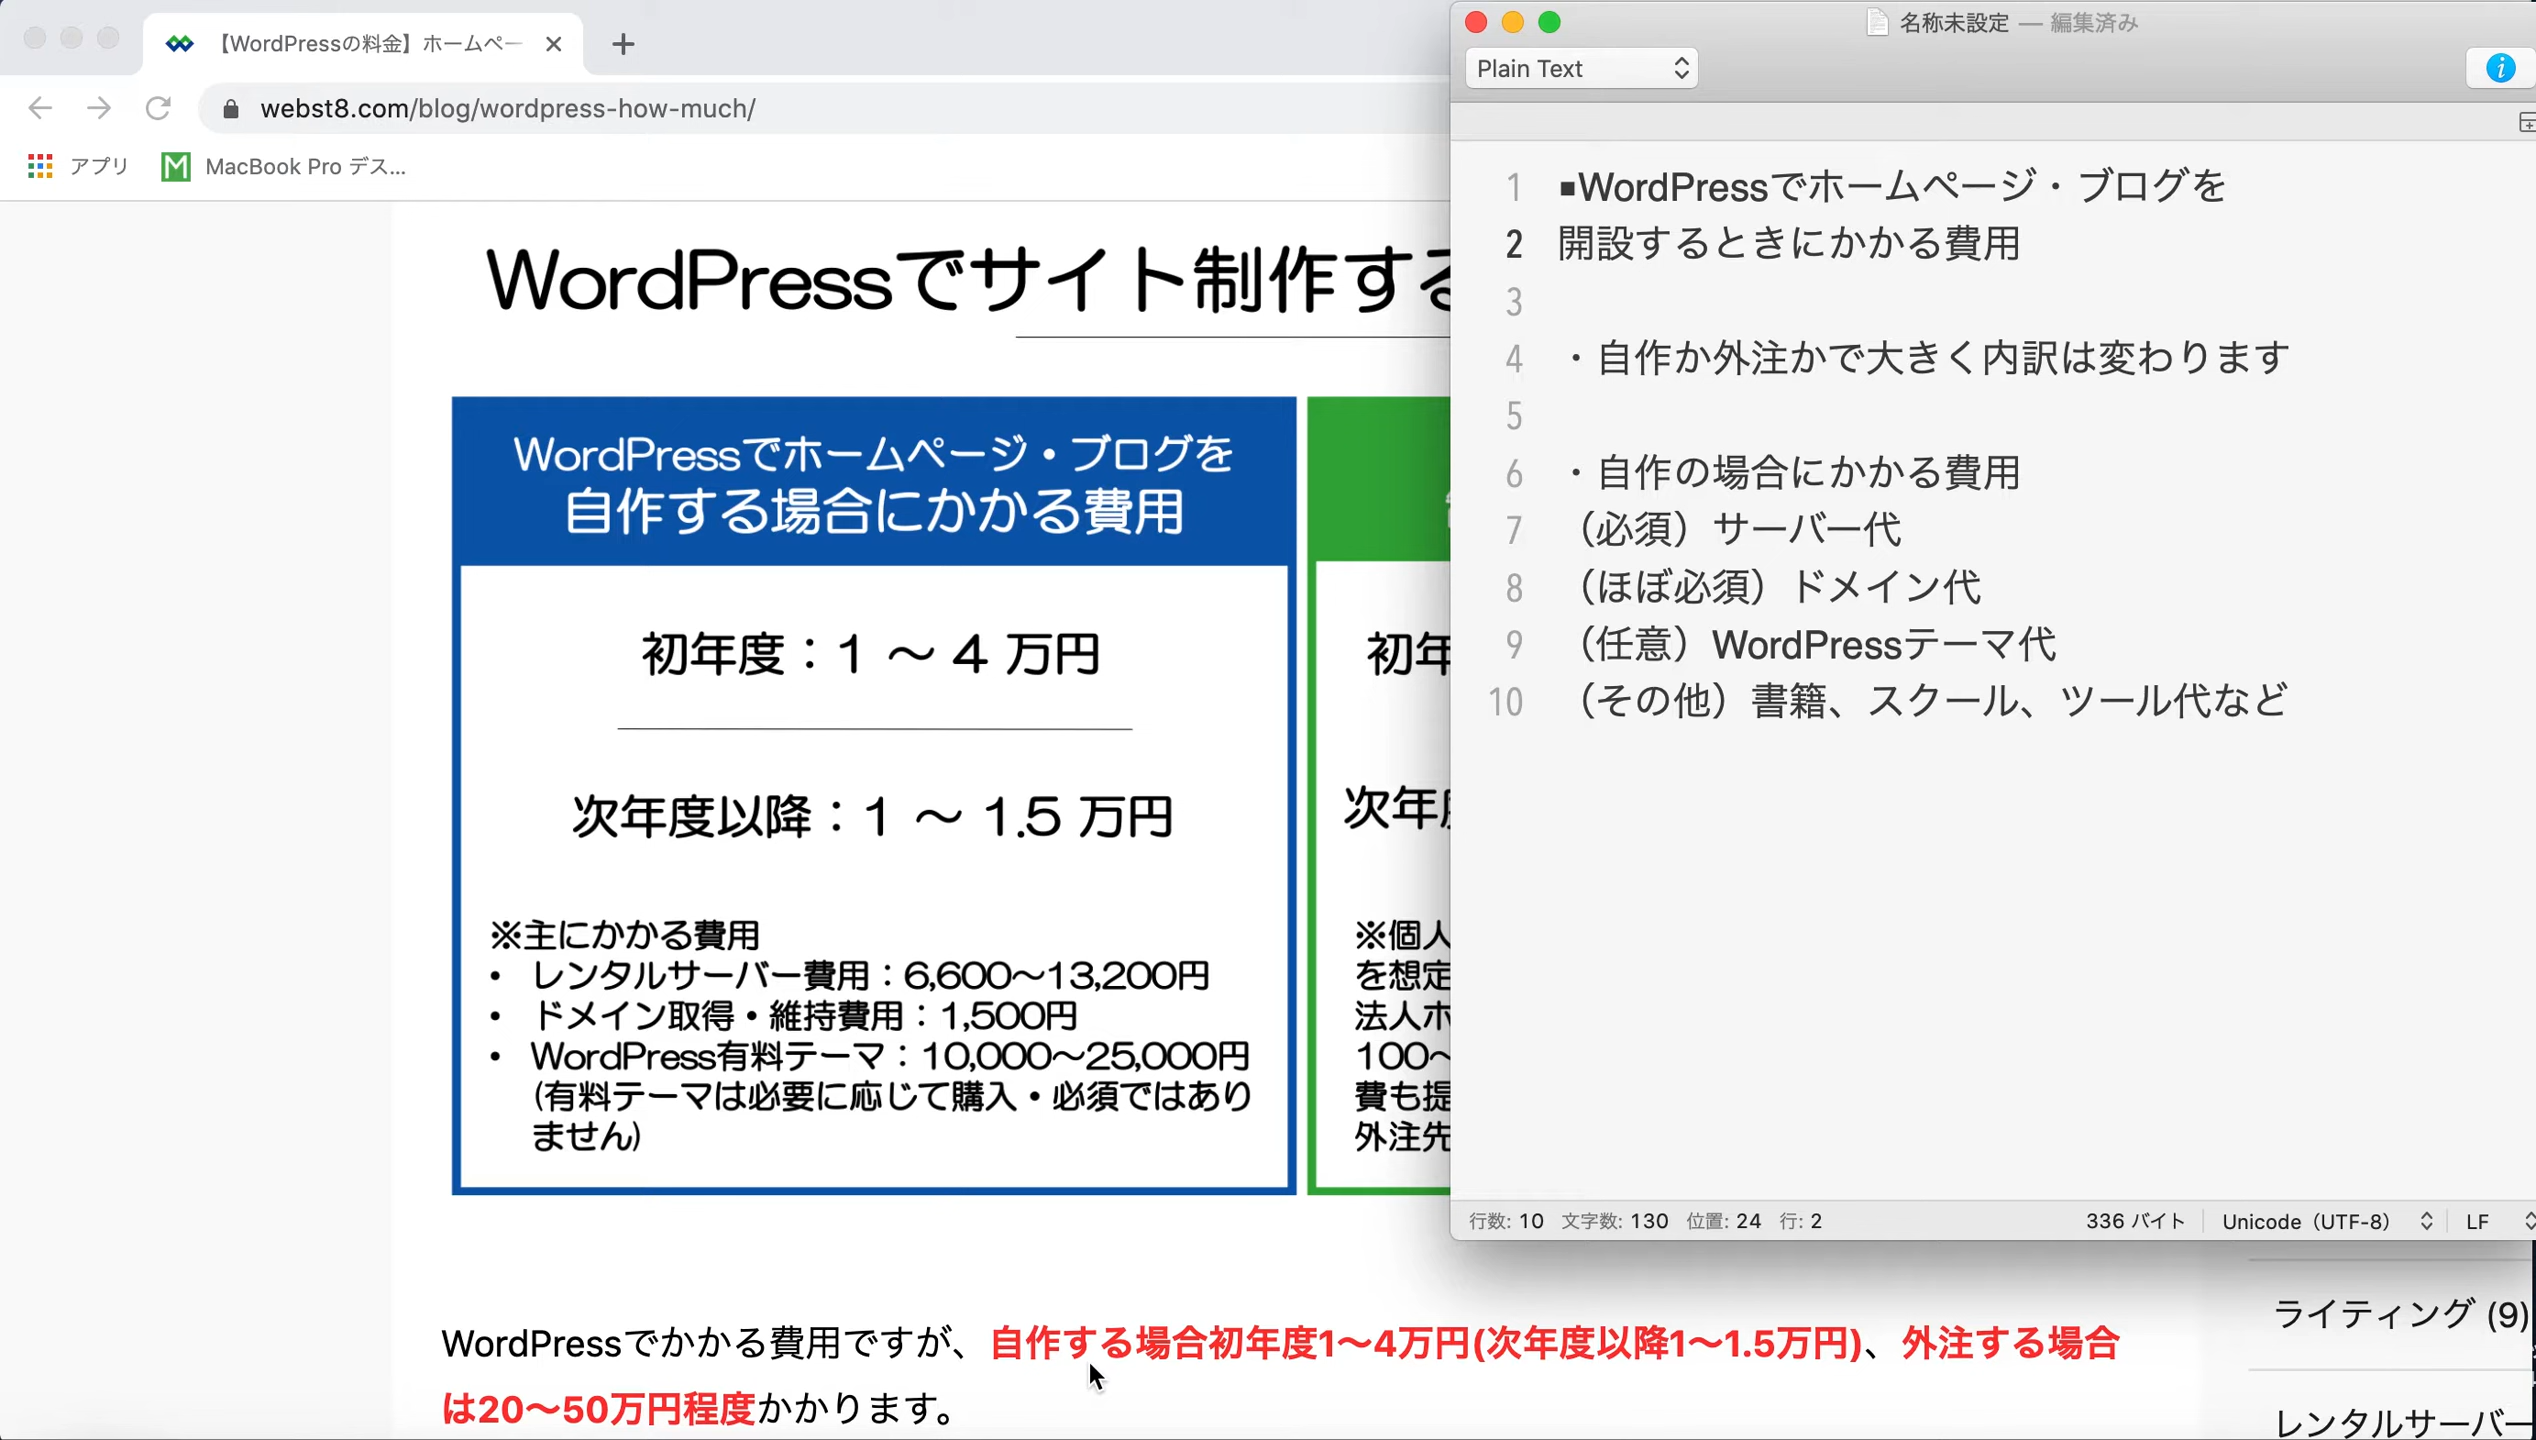 【WordPressの料金】ホームペー
webst8.com/blog/wordpress-how-much/
アプリ
MacBook Pro デス...
WordPressでサイト制作する
WordPressでホームページ・ブログを
自作する場合にかかる費用
初年度：1 ～ 4 万円
次年度以降：1 ～ 1.5 万円
※主にかかる費用
• レンタルサーバー費用：6,600～13,200円
• ドメイン取得・維持費用：1,500円
• WordPress有料テーマ：10,000～25,000円
(有料テーマは必要に応じて購入・必須ではあり
ません)
初年
次年度
※個人
を想定
法人ホ
100～
費も提
外注先
WordPressでかかる費用ですが、自作する場合初年度1～4万円(次年度以降1～1.5万円)、外注する場合
は20～50万円程度かかります。
名称未設定 — 編集済み
Plain Text
1 ▪WordPressでホームページ・ブログを
2 開設するときにかかる費用
3
4 ・自作か外注かで大きく内訳は変わります
5
6 ・自作の場合にかかる費用
7 （必須）サーバー代
8 （ほぼ必須）ドメイン代
9 （任意）WordPressテーマ代
10 （その他）書籍、スクール、ツール代など
行数: 10 文字数: 130 位置: 24 行: 2
336 バイト
Unicode（UTF-8）
LF
ライティング (9)
レンタルサーバー